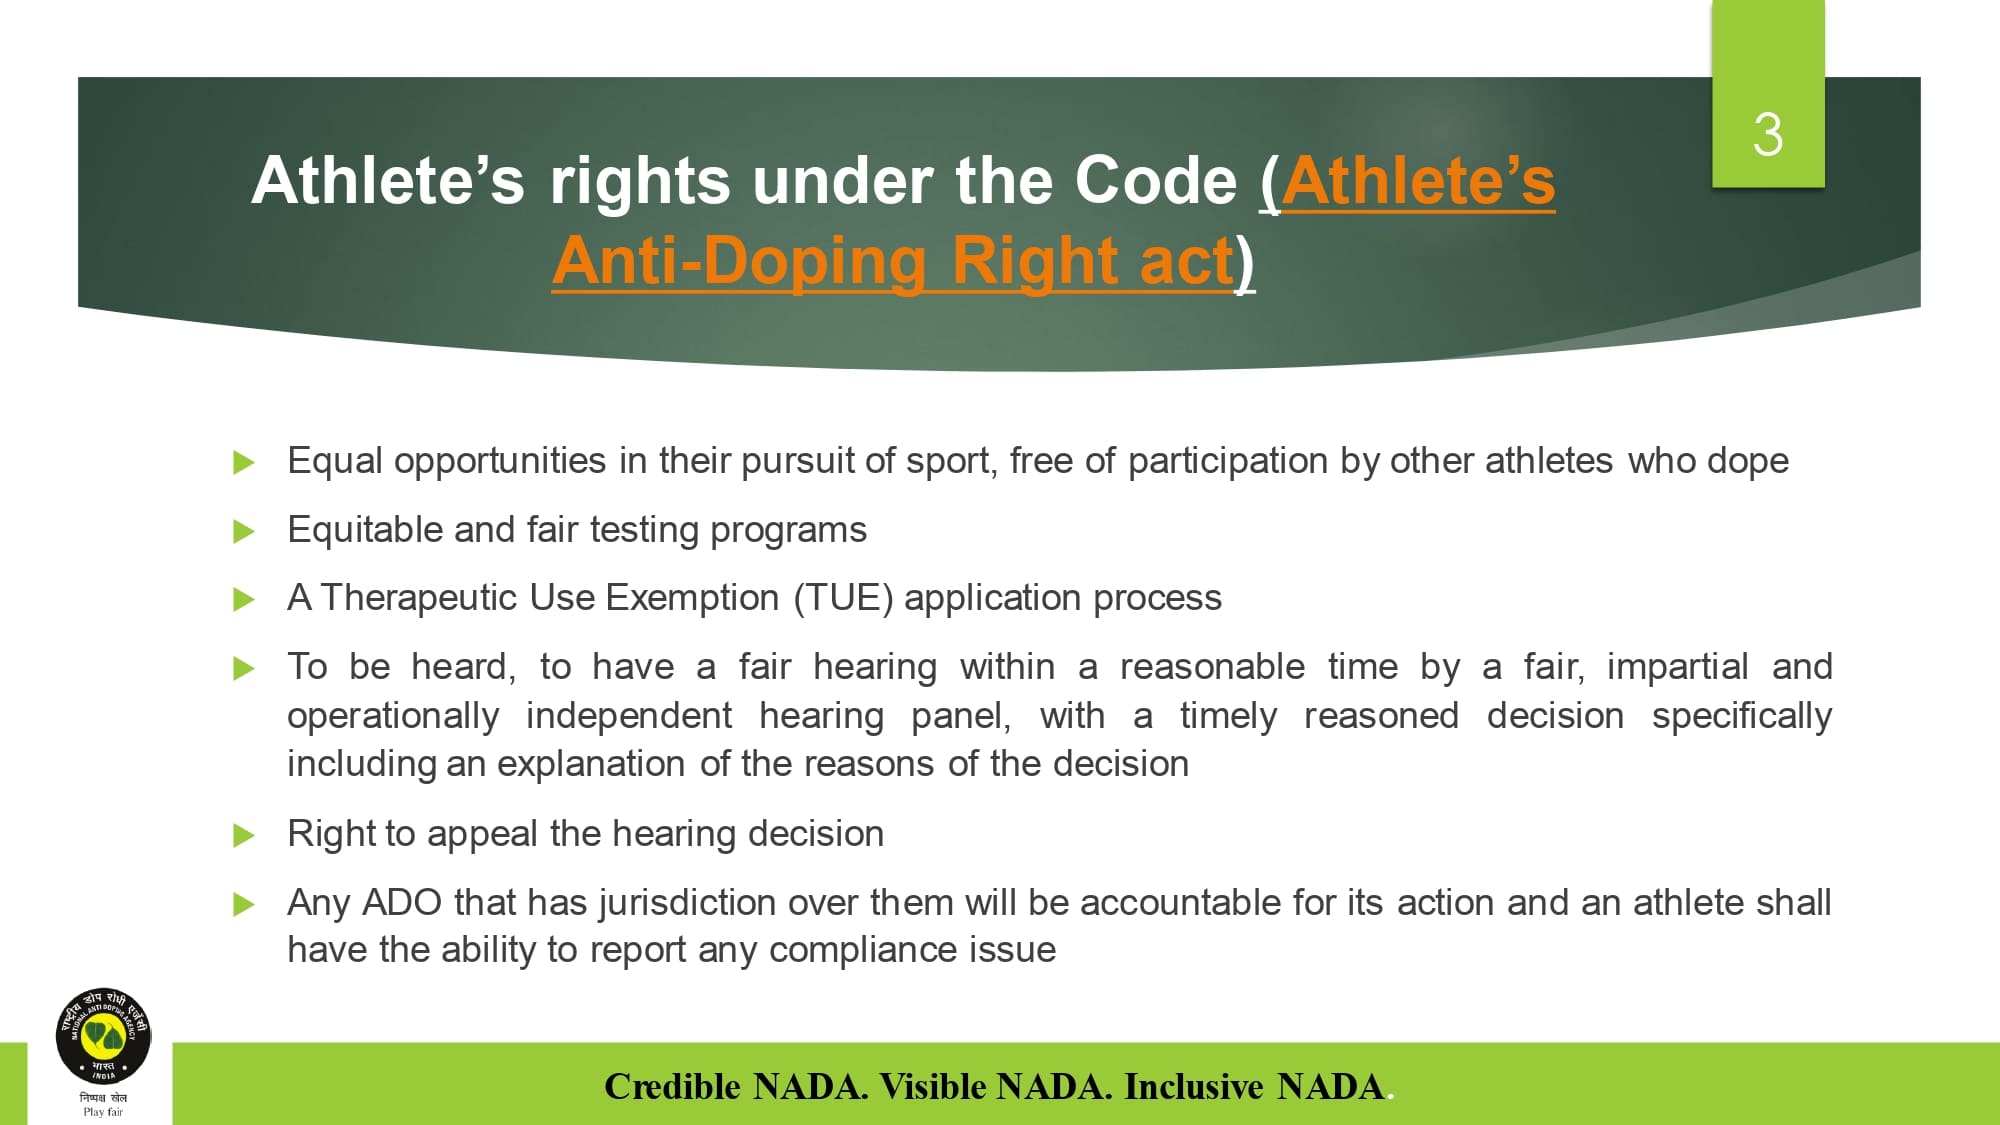 3
Athlete’s rights under the Code (Athlete’s
Anti-Doping Right act)
Equal opportunities in their pursuit of sport, free of participation by other athletes who dope
Equitable and fair testing programs
A Therapeutic Use Exemption (TUE) application process
To be heard, to have a fair hearing within a reasonable time by a fair, impartial and
operationally independent hearing panel, with a timely reasoned decision specifically
including an explanation of the reasons of the decision
Right to appeal the hearing decision
Any ADO that has jurisdiction over them will be accountable for its action and an athlete shall
have the ability to report any compliance issue
राष्ट्रीय डोप रोधी एजेंसी
NATIONAL ANTI DOPING AGENCY
भारत
INDIA
निष्पक्ष खेल
Play fair
Credible NADA. Visible NADA. Inclusive NADA.